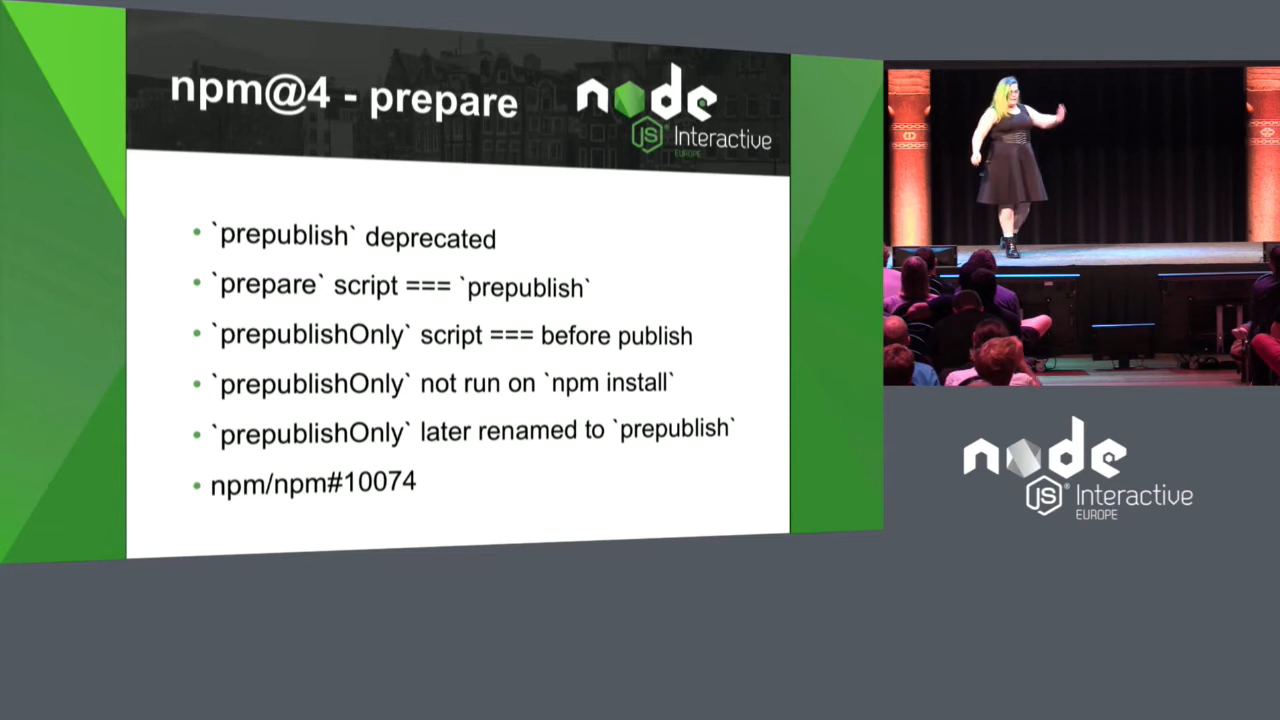 npm@4 - prepare
node
JS® Interactive
EUROPE
• `prepublish` deprecated
• `prepare` script === `prepublish`
• `prepublishOnly` script === before publish
• `prepublishOnly` not run on `npm install`
• `prepublishOnly` later renamed to `prepublish`
• npm/npm#10074
node
JS® Interactive
EUROPE